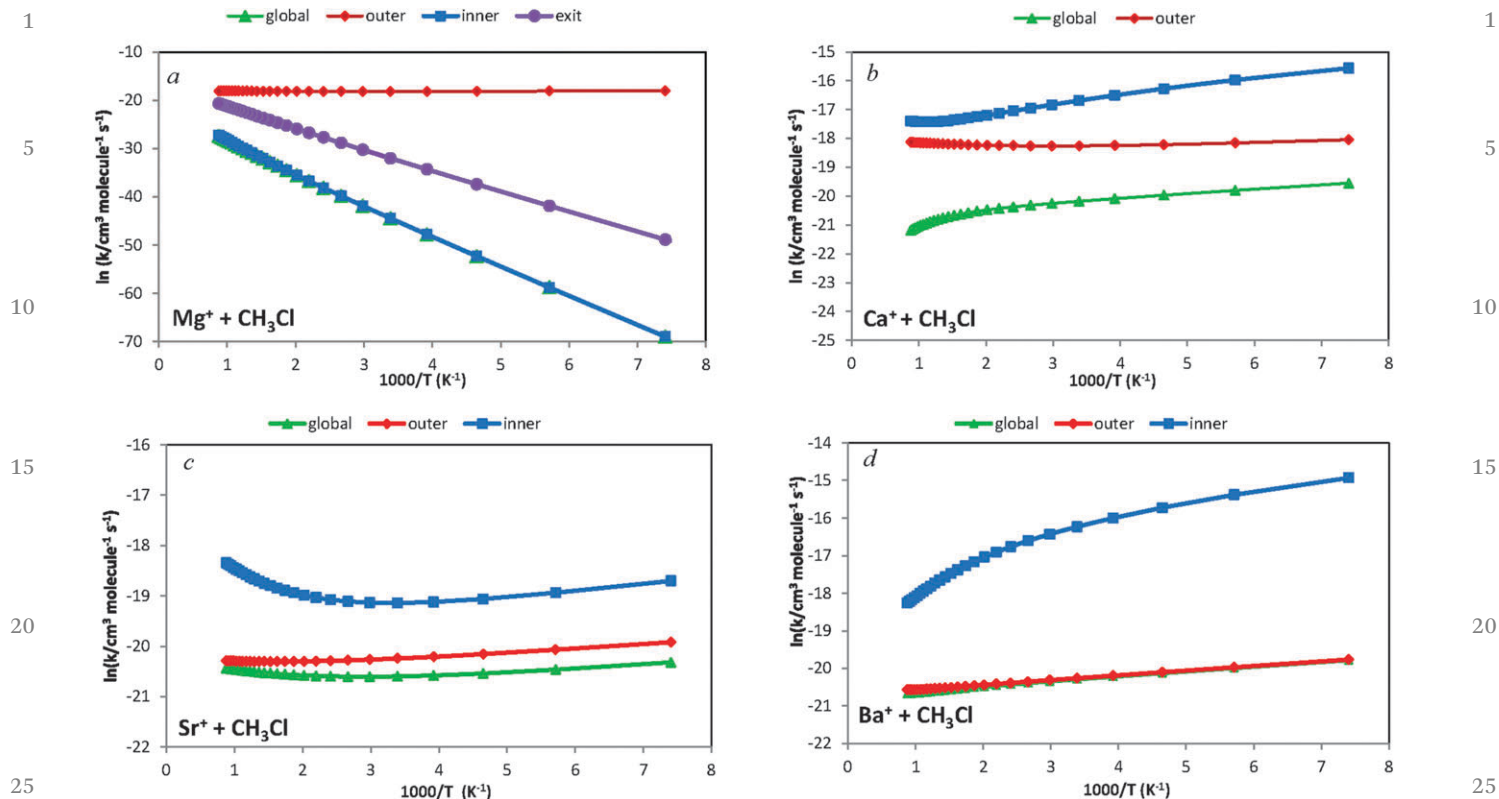 global outer inner exit
a
ln (k/cm³ molecule⁻¹ s⁻¹)
-10
-20
-30
-40
-50
-60
-70
0 1 2 3 4 5 6 7 8
1000/T (K⁻¹)
Mg⁺ + CH₃Cl
global outer
b
ln (k/cm³ molecule⁻¹ s⁻¹)
-15
-16
-17
-18
-19
-20
-21
-22
-23
-24
-25
0 1 2 3 4 5 6 7 8
1000/T (K⁻¹)
Ca⁺ + CH₃Cl
global outer inner
c
ln(k/cm³ molecule⁻¹ s⁻¹)
-16
-17
-18
-19
-20
-21
-22
0 1 2 3 4 5 6 7 8
1000/T (K⁻¹)
Sr⁺ + CH₃Cl
global outer inner
d
ln(k/cm³ molecule⁻¹ s⁻¹)
-14
-15
-16
-17
-18
-19
-20
-21
-22
0 1 2 3 4 5 6 7 8
1000/T (K⁻¹)
Ba⁺ + CH₃Cl
1
5
10
15
20
25
1
5
10
15
20
25